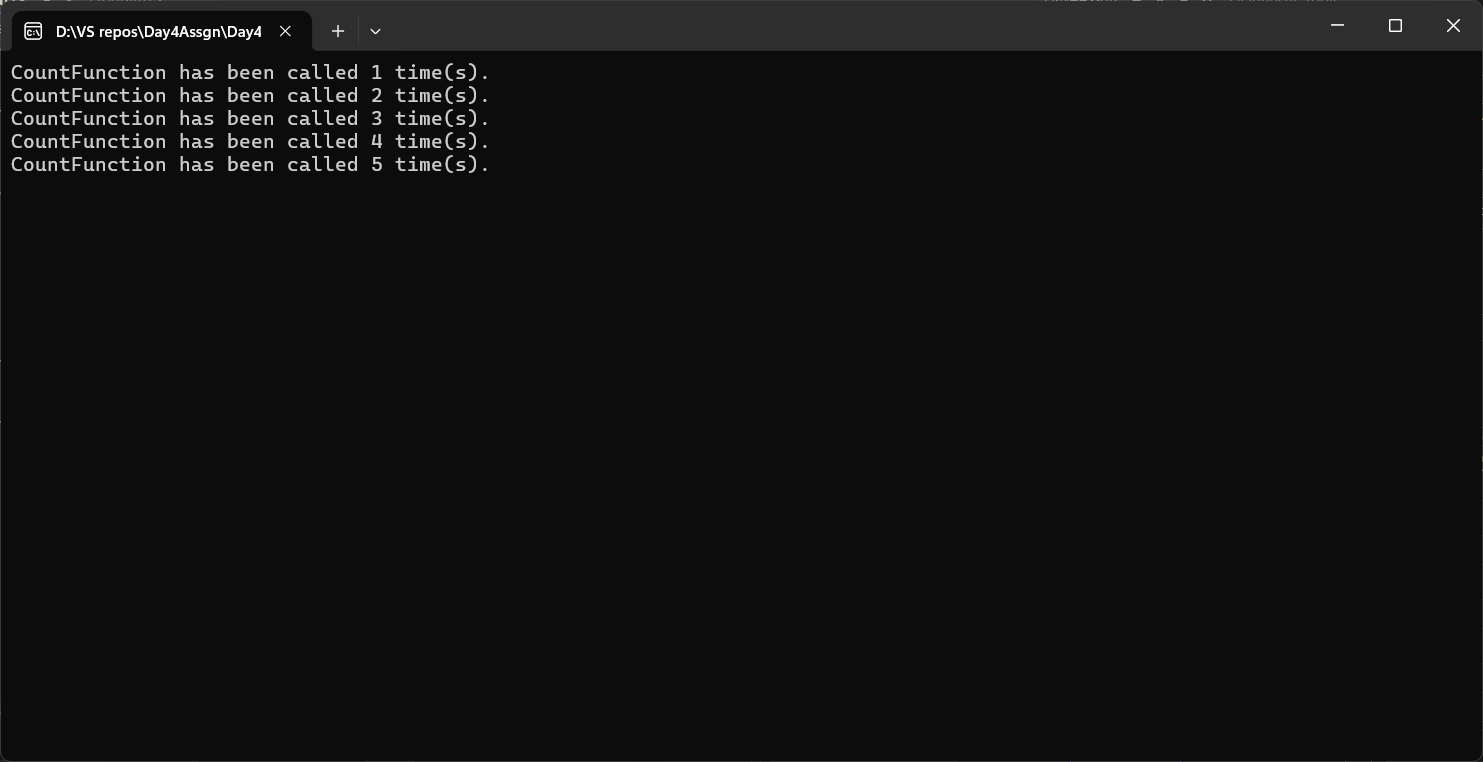 D:\VS repos\Day4Assgn\Day4
CountFunction has been called 1 time(s).
CountFunction has been called 2 time(s).
CountFunction has been called 3 time(s).
CountFunction has been called 4 time(s).
CountFunction has been called 5 time(s).